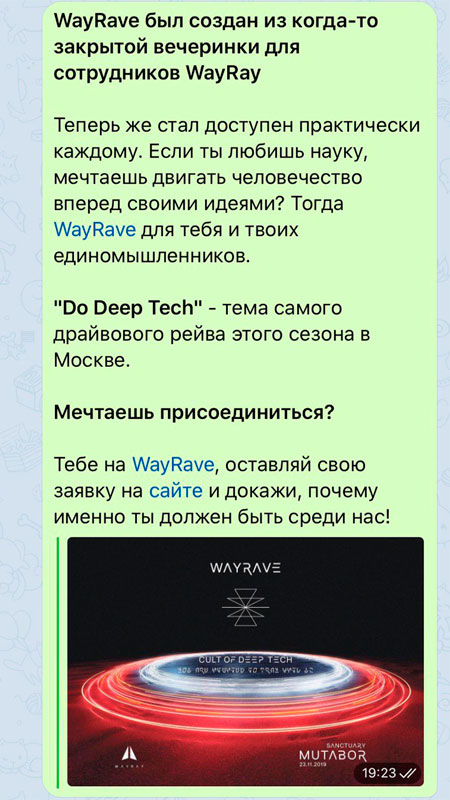 WayRave был создан из когда-то
закрытой вечеринки для
сотрудников WayRay
Теперь же стал доступен практически
каждому. Если ты любишь науку,
мечтаешь двигать человечество
вперед своими идеями? Тогда
WayRave для тебя и твоих
единомышленников.
"Do Deep Tech" - тема самого
драйвового рейва этого сезона в
Москве.
Мечтаешь присоединиться?
Тебе на WayRave, оставляй свою
заявку на сайте и докажи, почему
именно ты должен быть среди нас!
WAYRAVE
CULT OF DEEP TECH
WAYRAY
SANCTUARY
MUTABOR
23.11.2019
19:23